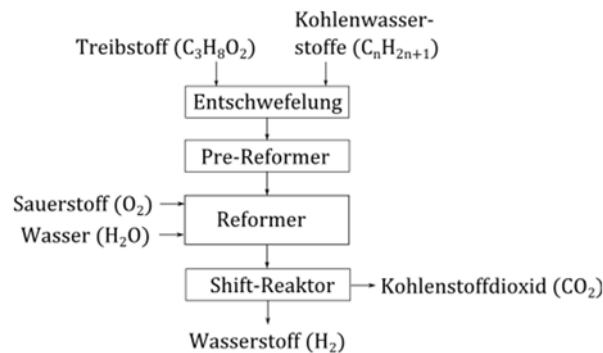 Kohlenwasser-
Treibstoff (C₃H₈O₂) stoffe (CₙH₂ₙ₊₁)
Entschwefelung
Pre-Reformer
Sauerstoff (O₂)
Reformer
Wasser (H₂O)
Shift-Reaktor
Kohlenstoffdioxid (CO₂)
Wasserstoff (H₂)